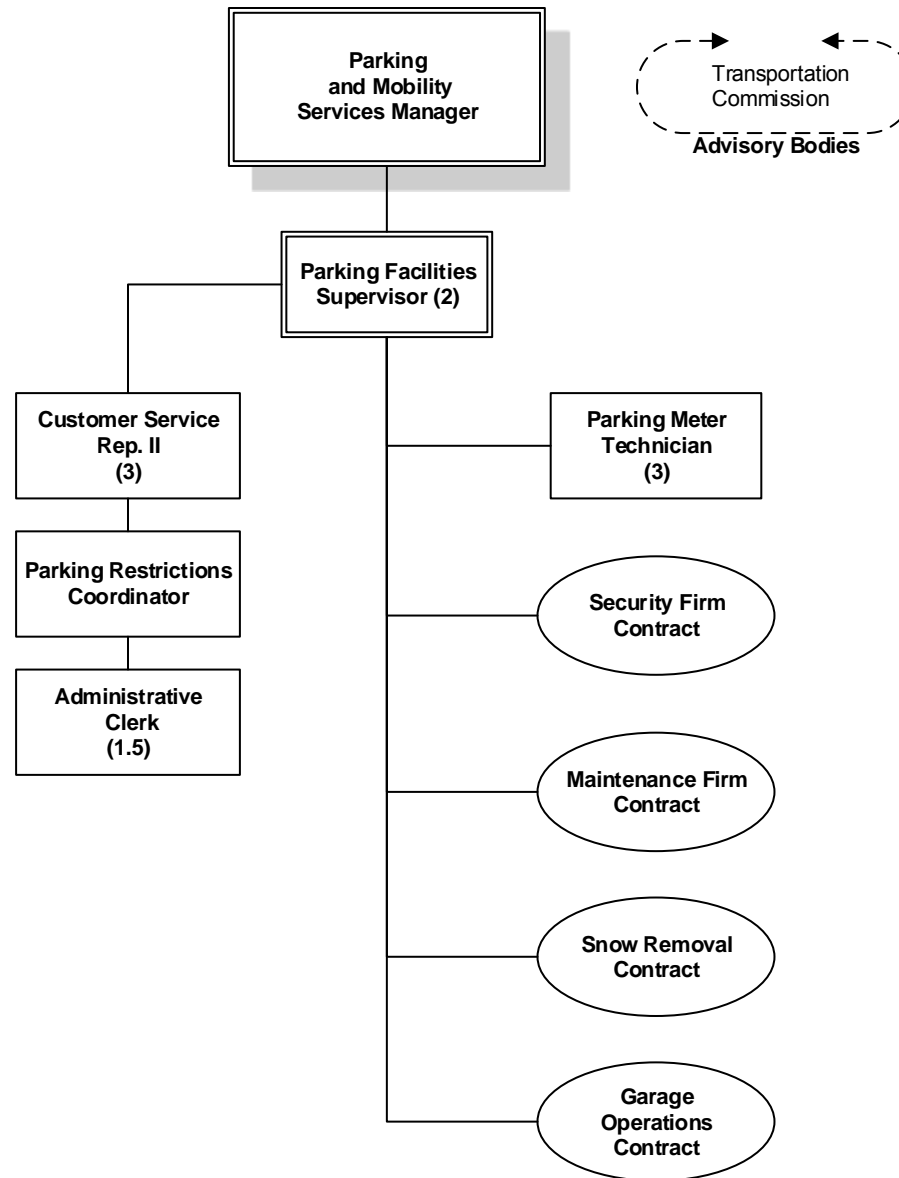 Parking
and Mobility
Services Manager
Transportation
Commission
Advisory Bodies
Parking Facilities
Supervisor (2)
Customer Service
Rep. II
(3)
Parking Meter
Technician
(3)
Parking Restrictions
Coordinator
Security Firm
Contract
Administrative
Clerk
(1.5)
Maintenance Firm
Contract
Snow Removal
Contract
Garage
Operations
Contract